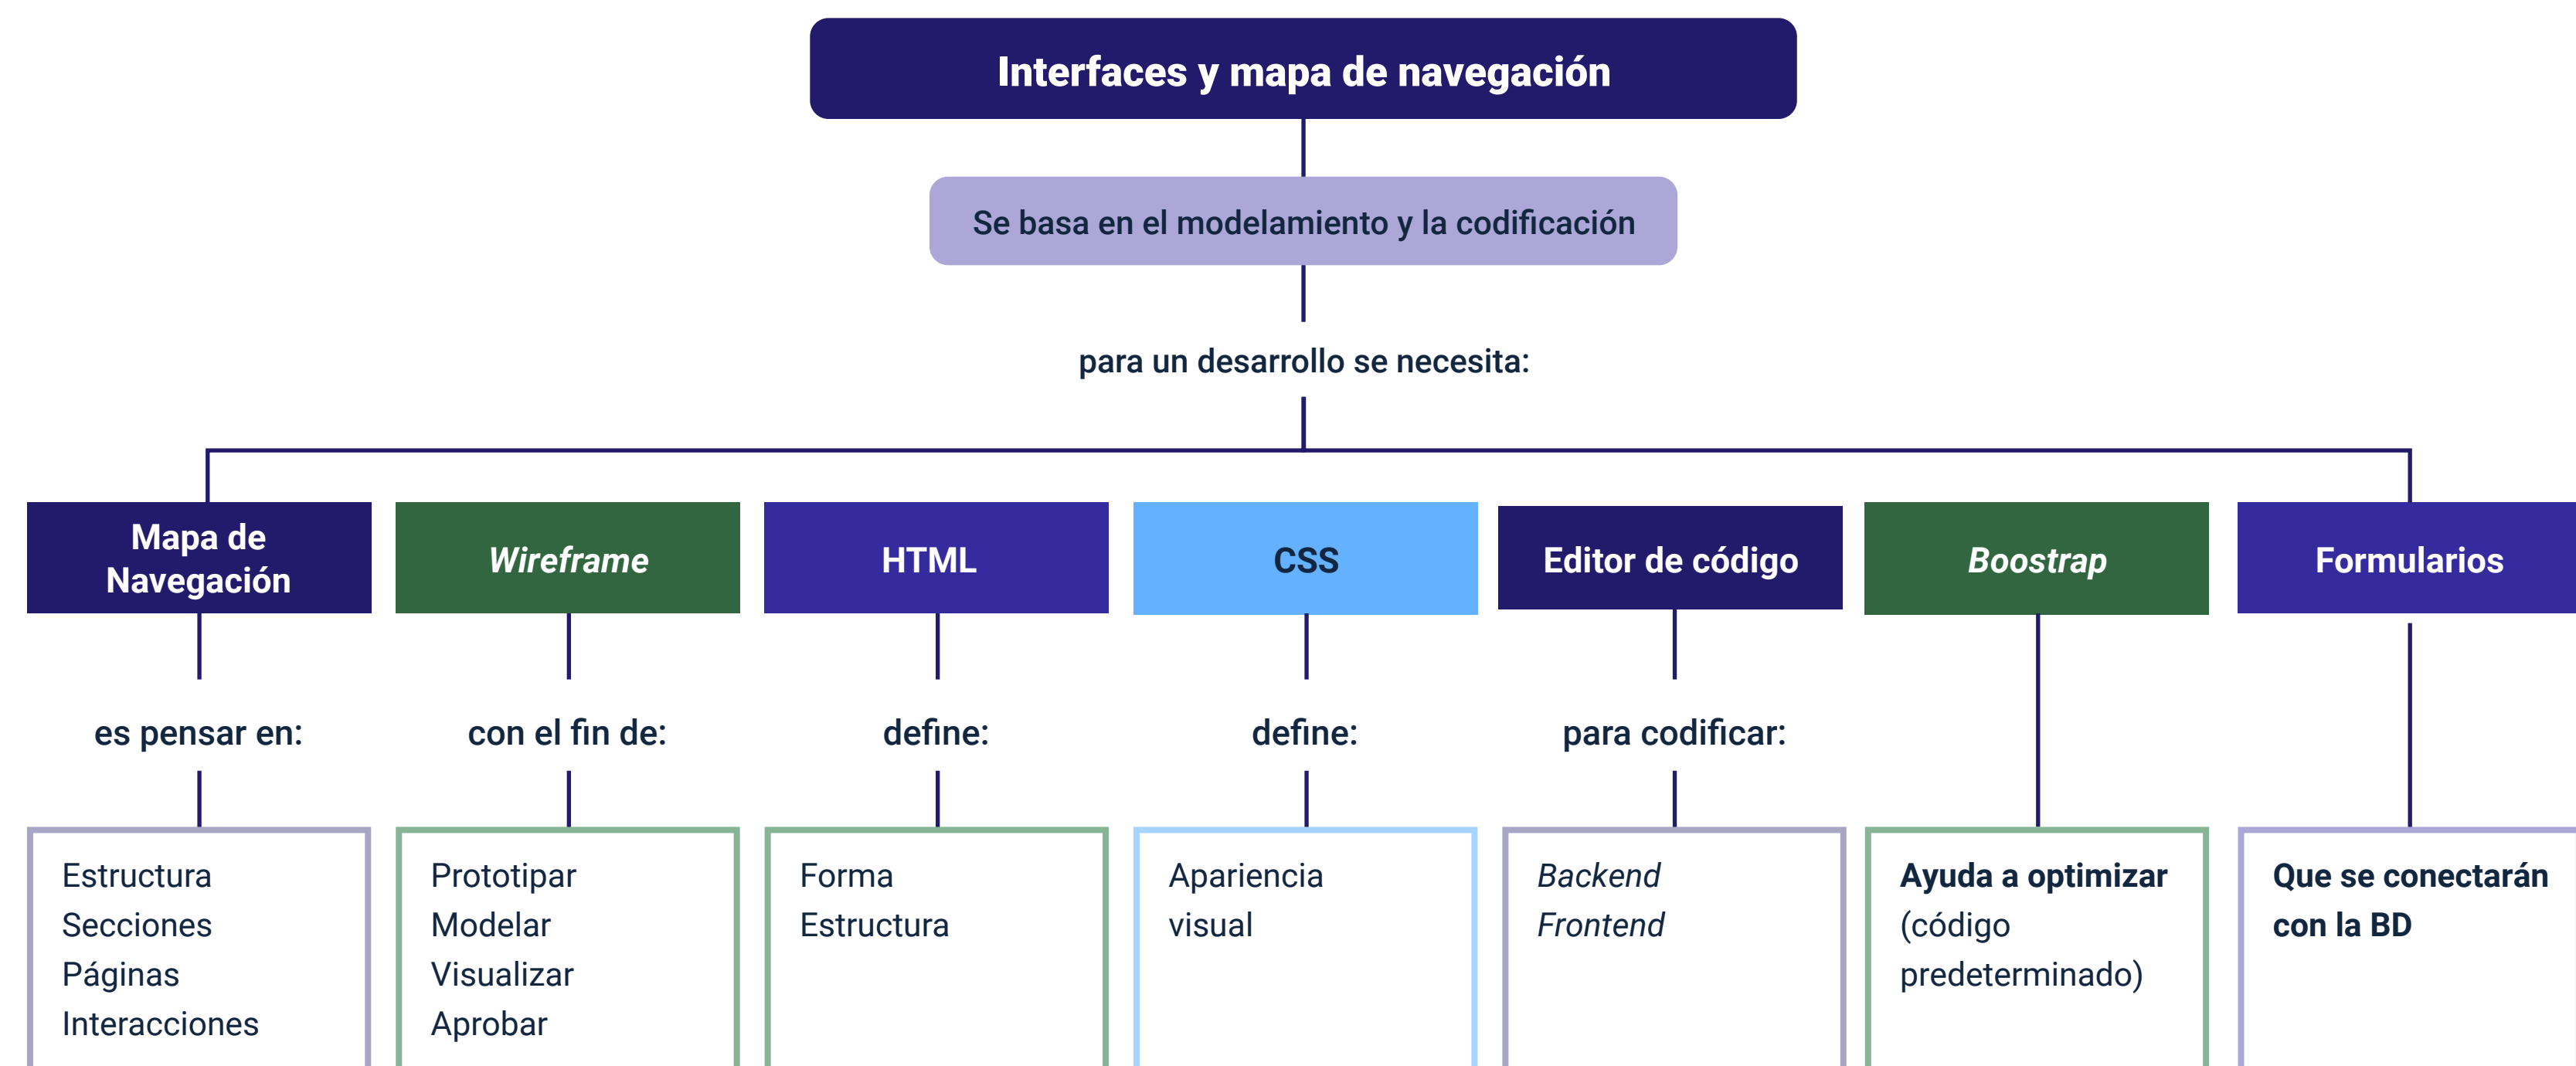 Interfaces y mapa de navegación
Se basa en el modelamiento y la codificación
para un desarrollo se necesita:
Mapa de
Navegación
es pensar en:
Estructura
Secciones
Páginas
Interacciones
Wireframe
con el fin de:
Prototipar
Modelar
Visualizar
Aprobar
HTML
define:
Forma
Estructura
CSS
define:
Apariencia
visual
Editor de código
para codificar:
Backend
Frontend
Boostrap
Ayuda a optimizar
(código
predeterminado)
Formularios
Que se conectarán
con la BD